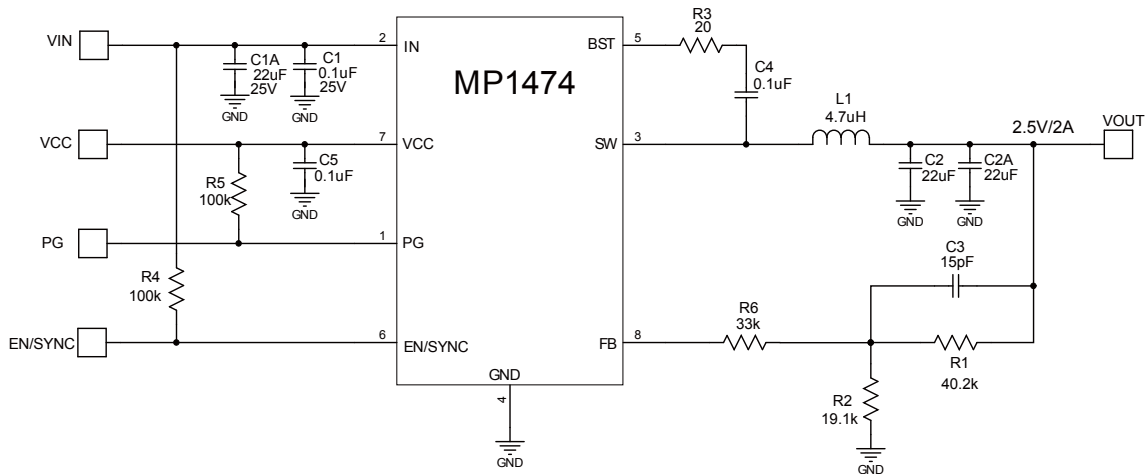 R3
20
VIN
2
IN
BST
5
C1A
22uF
25V
C1
0.1uF
25V
C4
0.1uF
MP1474
GND
GND
L1
4.7uH
2.5V/2A
VOUT
VCC
7
VCC
SW
3
C5
0.1uF
C2
22uF
C2A
22uF
R5
100k
GND
GND
GND
PG
1
PG
C3
15pF
R4
100k
R6
33k
EN/SYNC
6
EN/SYNC
FB
8
R1
40.2k
GND
4
R2
19.1k
GND
GND